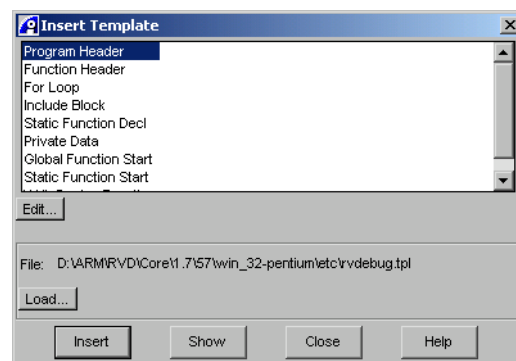 Insert Template
Program Header
Function Header
For Loop
Include Block
Static Function Decl
Private Data
Global Function Start
Static Function Start
Edit...
File: D:\ARM\RVD\Core\1.7\57\win_32-pentium\etc\rvdebug.tpl
Load...
Insert Show Close Help